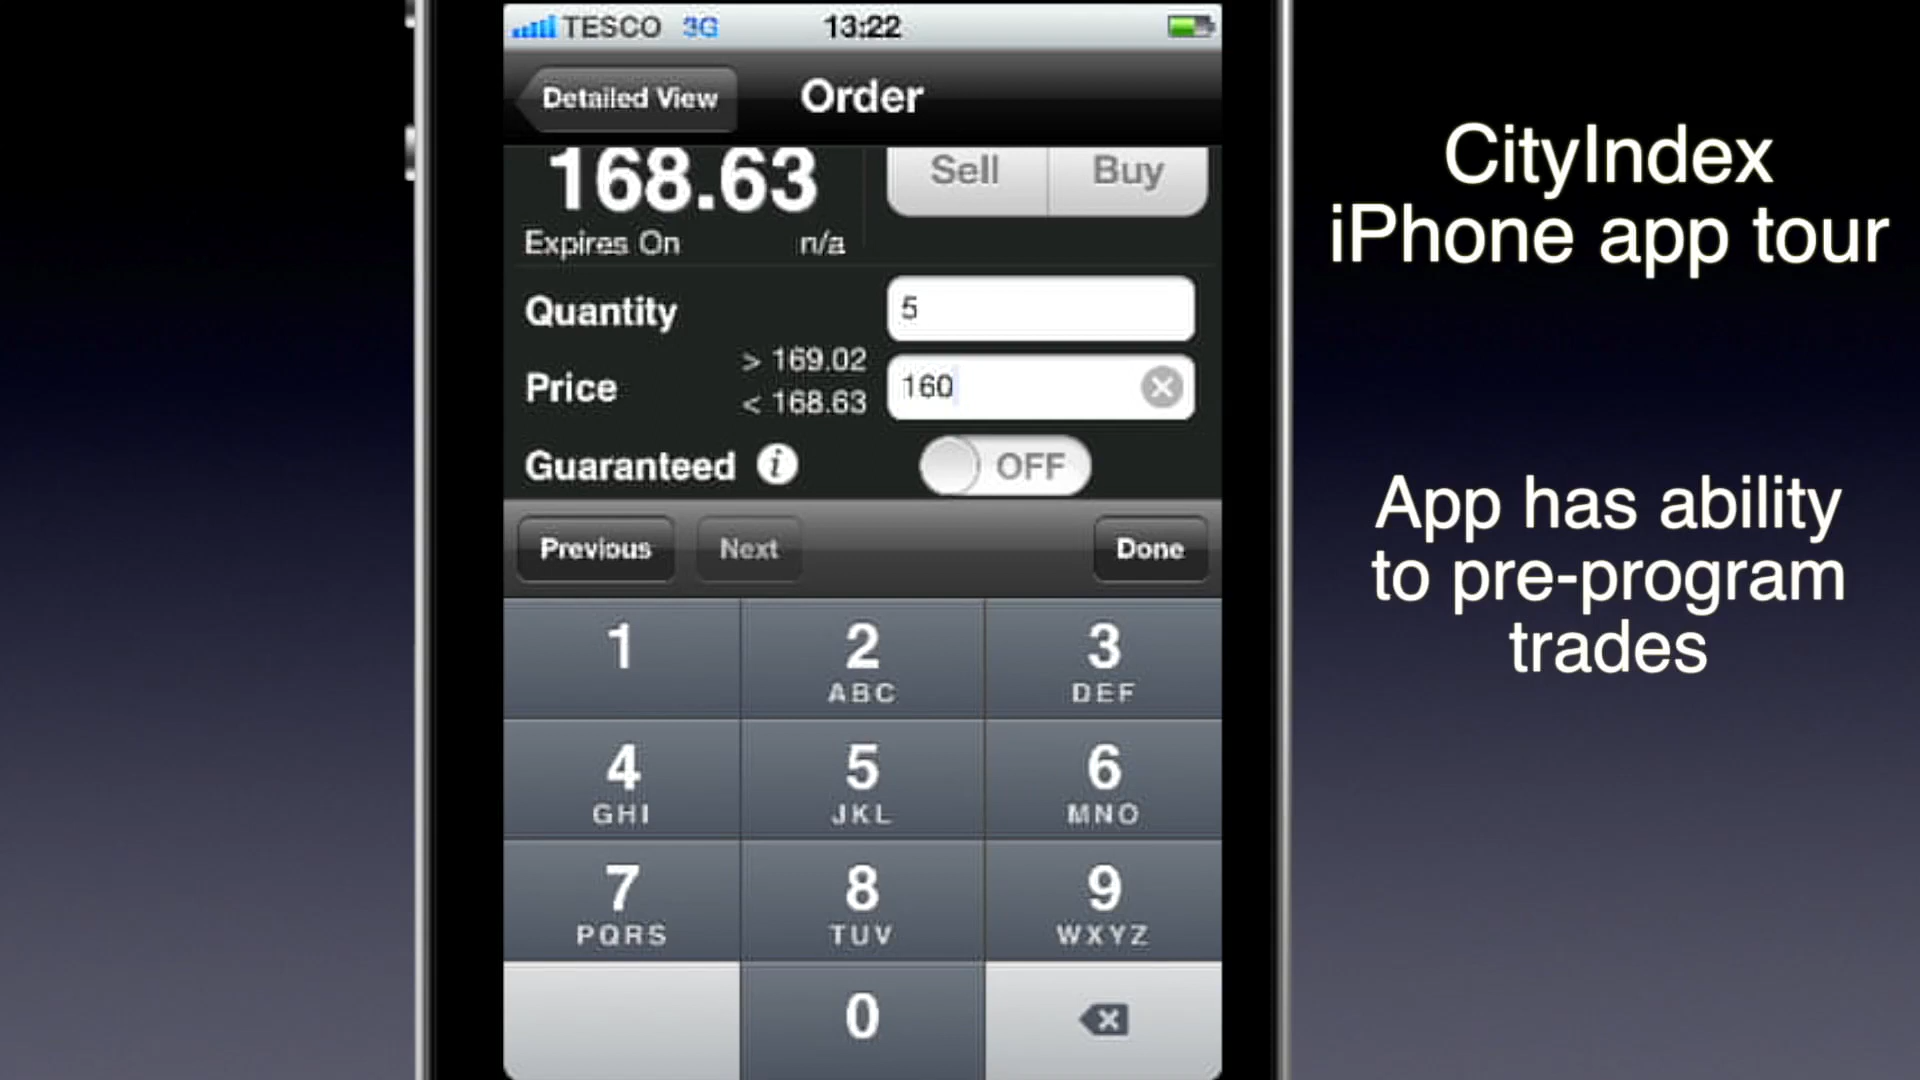 TESCO 3G 13:22
Detailed View Order
168.63 Sell Buy
Expires On n/a
Quantity 5
> 169.02
Price 160
< 168.63
Guaranteed i OFF
Previous Next Done
1 2 3
ABC DEF
4 5 6
GHI JKL MNO
7 8 9
PQRS TUV WXYZ
0
CityIndex
iPhone app tour
App has ability
to pre-program
trades